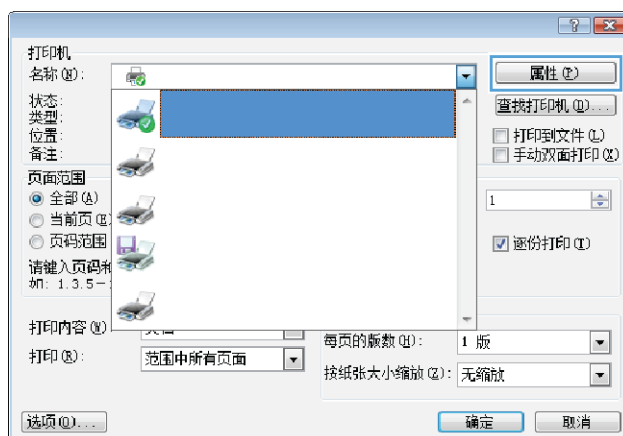 打印机
名称(N):
属性(P)
状态:
查找打印机(D)...
类型:
位置:
打印到文件(L)
备注:
手动双面打印(X)
页面范围
全部(A)
1
当前页(E)
页码范围
逐份打印(T)
请键入页码和
如: 1.3.5-
打印内容(W)
每页的版数(H):
1 版
打印(R):
范围中所有页面
按纸张大小缩放(Z):
无缩放
选项(O)...
确定
取消